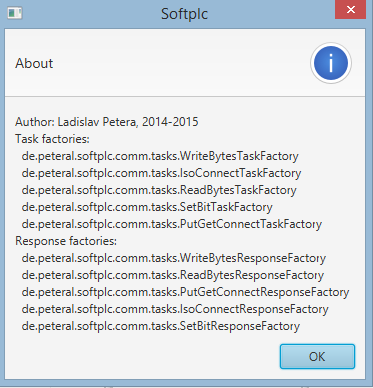 Softplc
About
Author: Ladislav Petera, 2014-2015
Task factories:
de.peteral.softplc.comm.tasks.WriteBytesTaskFactory
de.peteral.softplc.comm.tasks.IsoConnectTaskFactory
de.peteral.softplc.comm.tasks.ReadBytesTaskFactory
de.peteral.softplc.comm.tasks.SetBitTaskFactory
de.peteral.softplc.comm.tasks.PutGetConnectTaskFactory
Response factories:
de.peteral.softplc.comm.tasks.WriteBytesResponseFactory
de.peteral.softplc.comm.tasks.ReadBytesResponseFactory
de.peteral.softplc.comm.tasks.PutGetConnectResponseFactory
de.peteral.softplc.comm.tasks.IsoConnectResponseFactory
de.peteral.softplc.comm.tasks.SetBitResponseFactory
OK